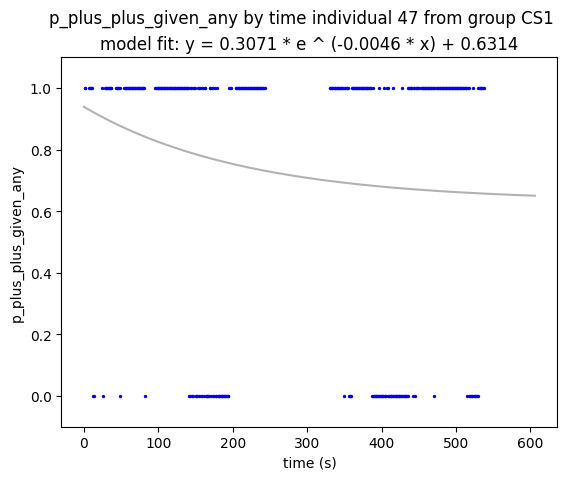 p_plus_plus_given_any by time individual 47 from group CS1
model fit: y = 0.3071 * e ^ (-0.0046 * x) + 0.6314
p_plus_plus_given_any
1.0
0.8
0.6
0.4
0.2
0.0
0 100 200 300 400 500 600
time (s)